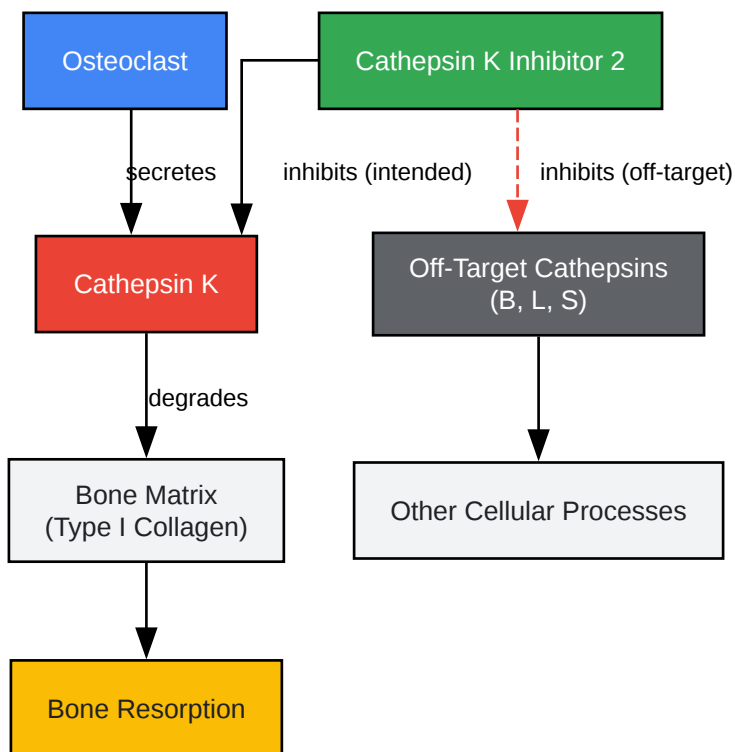 Osteoclast
Cathepsin K Inhibitor 2
secretes
inhibits (intended)
inhibits (off-target)
Cathepsin K
Off-Target Cathepsins
(B, L, S)
degrades
Bone Matrix
(Type I Collagen)
Other Cellular Processes
Bone Resorption